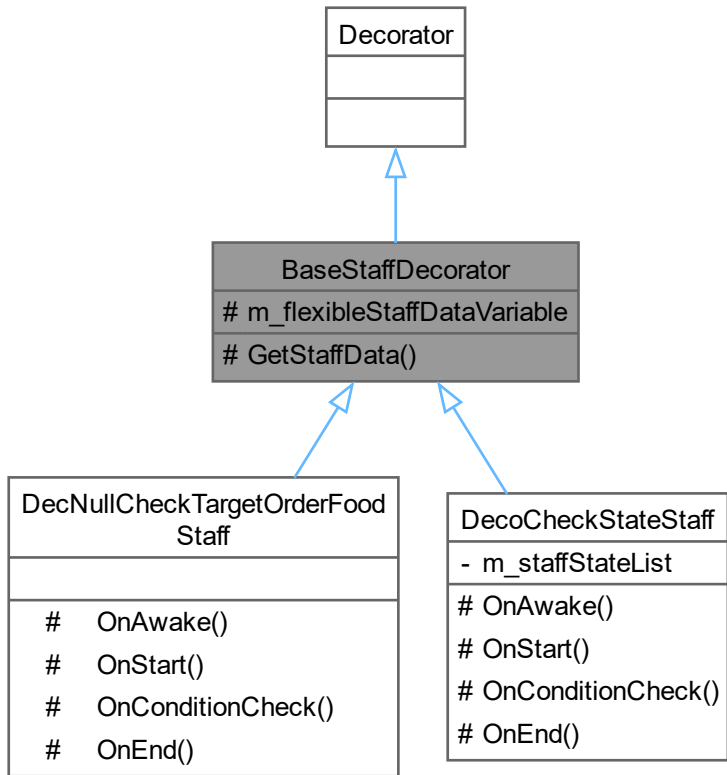 Decorator
BaseStaffDecorator
# m_flexibleStaffDataVariable
# GetStaffData()
DecNullCheckTargetOrderFood
Staff
# OnAwake()
# OnStart()
# OnConditionCheck()
# OnEnd()
DecoCheckStateStaff
- m_staffStateList
# OnAwake()
# OnStart()
# OnConditionCheck()
# OnEnd()